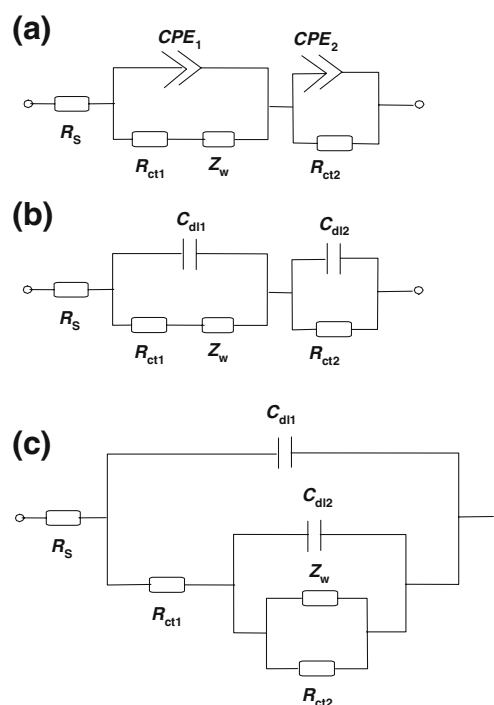 (a)
CPE1 CPE2
RS
Rct1 Zw Rct2
(b)
Cdl1 Cdl2
RS
Rct1 Zw Rct2
(c)
Cdl1
Cdl2
RS
Zw
Rct1
Rct2